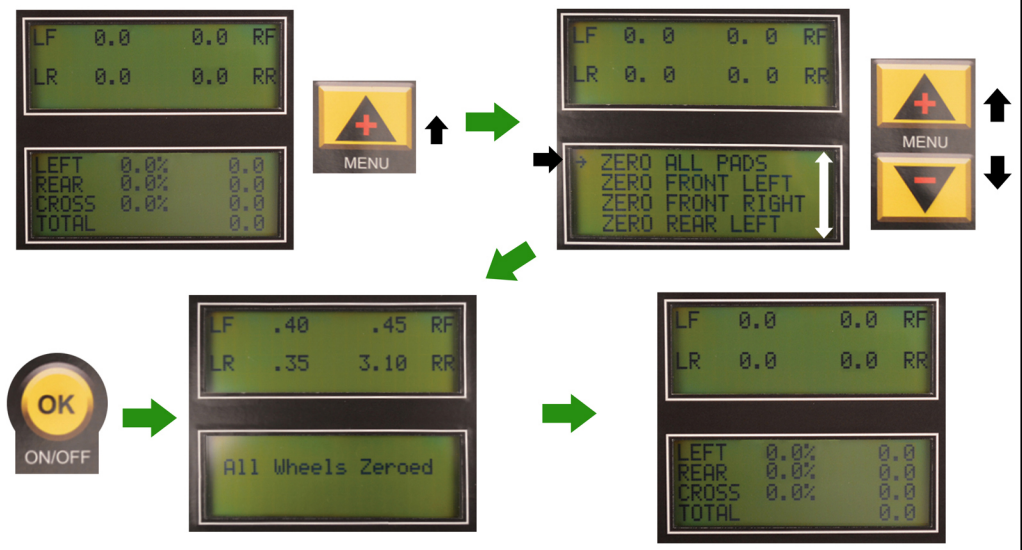 LF 0.0 0.0 RF
LR 0.0 0.0 RR
LEFT 0.0% 0.0
REAR 0.0% 0.0
CROSS 0.0% 0.0
TOTAL 0.0
+
MENU
LF 0. 0 0. 0 RF
LR 0. 0 0. 0 RR
→ ZERO ALL PADS
ZERO FRONT LEFT
ZERO FRONT RIGHT
ZERO REAR LEFT
+
MENU
−
OK
ON/OFF
LF .40 .45 RF
LR .35 3.10 RR
All Wheels Zeroed
LF 0.0 0.0 RF
LR 0.0 0.0 RR
LEFT 0.0% 0.0
REAR 0.0% 0.0
CROSS 0.0% 0.0
TOTAL 0.0